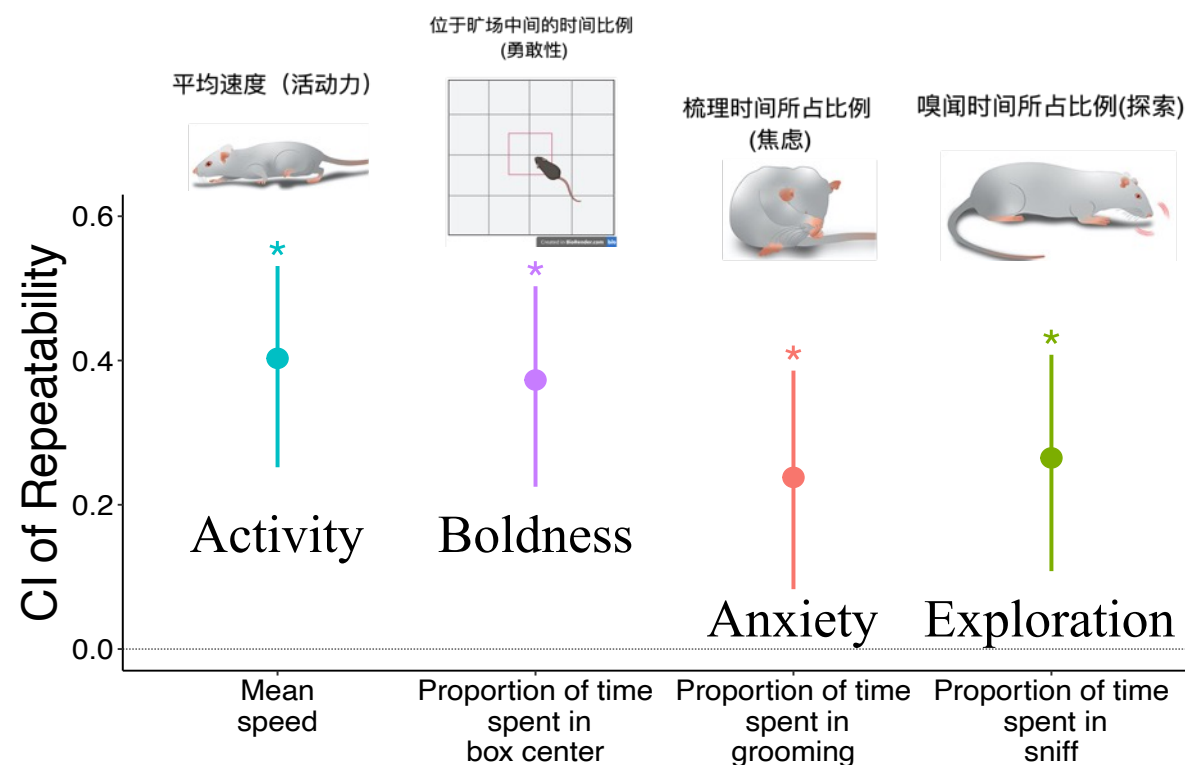 位于旷场中间的时间比例
(勇敢性)
平均速度（活动力）
梳理时间所占比例
(焦虑)
嗅闻时间所占比例(探索)
Created in BioRender.com
CI of Repeatability
0.6
0.4
0.2
0.0
*
*
*
*
Activity
Boldness
Anxiety
Exploration
Mean
speed
Proportion of time
spent in
box center
Proportion of time
spent in
grooming
Proportion of time
spent in
sniff